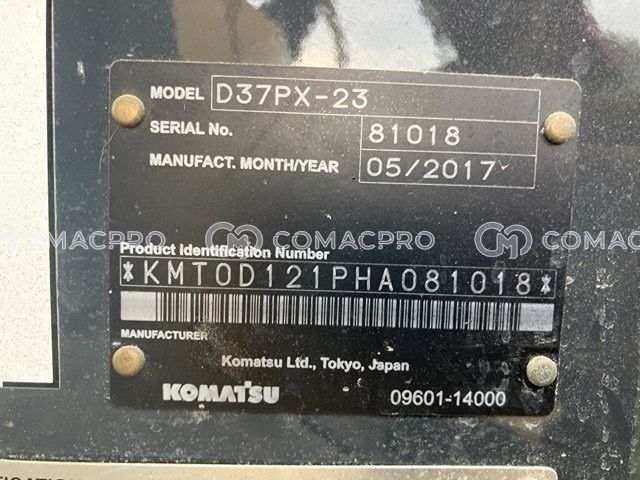 MODEL D37PX-23
SERIAL No. 81018
MANUFACT. MONTH/YEAR 05/2017
COMACPRO COMACPRO COMACPRO
Product Identification Number
*KMT0D121PHA081018*
MANUFACTURER
Komatsu Ltd., Tokyo, Japan
KOMATSU 09601-14000